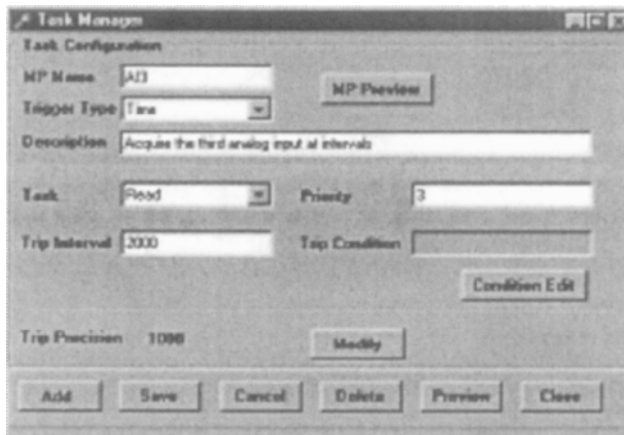 Task Manager
Task Configuration
MP Name AI3
MP Preview
Trigger Type Time
Description Acquire the third analog input at intervals
Task Read Priority 3
Trip Interval 2000 Trip Condition
Condition Edit
Trip Precision 1000 Modify
Add Save Cancel Delete Preview Close